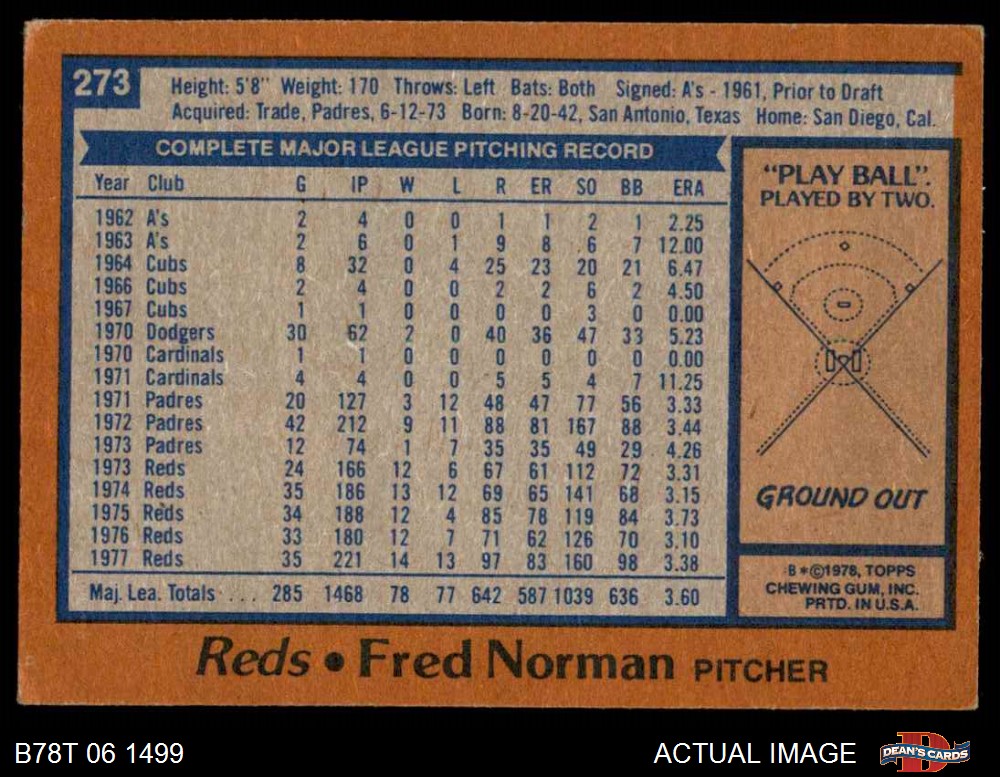 273
Height: 5'8" Weight: 170 Throws: Left Bats: Both Signed: A's - 1961, Prior to Draft
Acquired: Trade, Padres, 6-12-73 Born: 8-20-42, San Antonio, Texas Home: San Diego, Cal.
COMPLETE MAJOR LEAGUE PITCHING RECORD
Year Club G IP W L R ER SO BB ERA
1962 A's 2 4 0 0 1 1 2 1 2.25
1963 A's 2 6 0 1 9 8 6 7 12.00
1964 Cubs 8 32 0 4 25 23 20 21 6.47
1966 Cubs 2 4 0 0 2 2 6 2 4.50
1967 Cubs 1 1 0 0 0 0 3 0 0.00
1970 Dodgers 30 62 2 0 40 36 47 33 5.23
1970 Cardinals 1 1 0 0 0 0 0 0 0.00
1971 Cardinals 4 4 0 0 5 5 4 7 11.25
1971 Padres 20 127 3 12 48 47 77 56 3.33
1972 Padres 42 212 9 11 88 81 167 88 3.44
1973 Padres 12 74 1 7 35 35 49 29 4.26
1973 Reds 24 166 12 6 67 61 112 72 3.31
1974 Reds 35 186 13 12 69 65 141 68 3.15
1975 Reds 34 188 12 4 85 78 119 84 3.73
1976 Reds 33 180 12 7 71 62 126 70 3.10
1977 Reds 35 221 14 13 97 83 160 98 3.38
Maj. Lea. Totals . . . . 285 1468 78 77 642 587 1039 636 3.60
"PLAY BALL".
PLAYED BY TWO.
GROUND OUT
B*©1978, TOPPS
CHEWING GUM, INC.
PRTD. IN U.S.A.
Reds • Fred Norman PITCHER
B78T 06 1499
ACTUAL IMAGE
D
DEAN'S CARDS